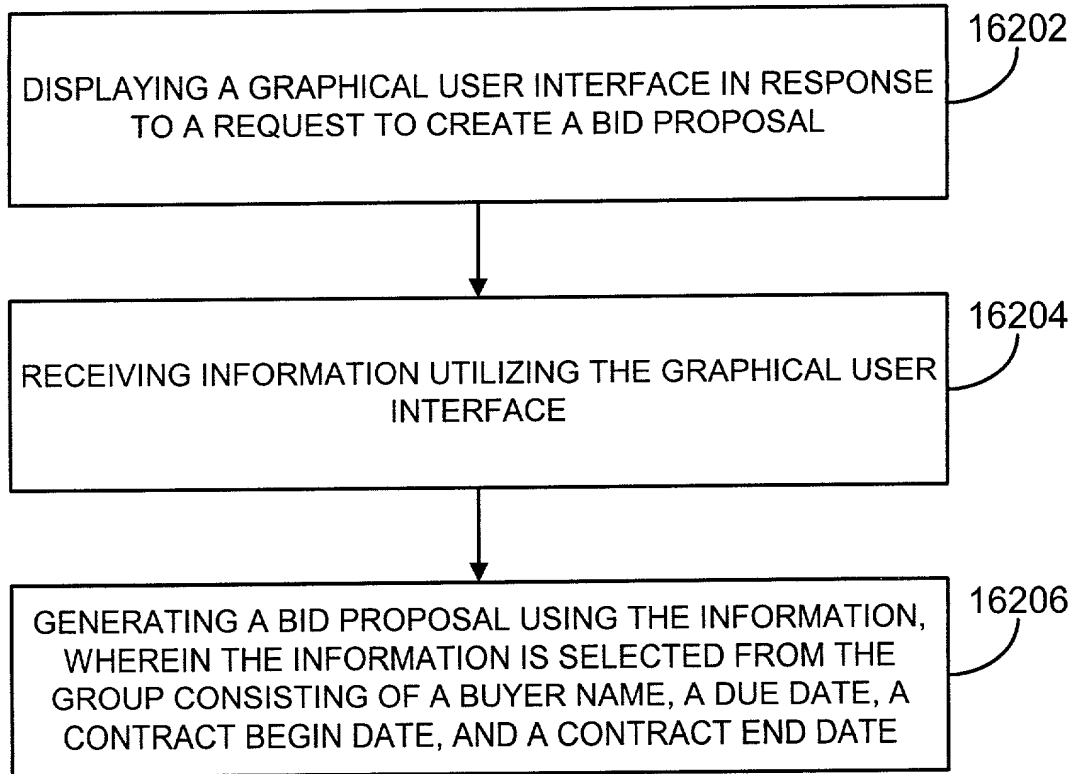 16202
DISPLAYING A GRAPHICAL USER INTERFACE IN RESPONSE
TO A REQUEST TO CREATE A BID PROPOSAL
16204
RECEIVING INFORMATION UTILIZING THE GRAPHICAL USER
INTERFACE
16206
GENERATING A BID PROPOSAL USING THE INFORMATION,
WHEREIN THE INFORMATION IS SELECTED FROM THE
GROUP CONSISTING OF A BUYER NAME, A DUE DATE, A
CONTRACT BEGIN DATE, AND A CONTRACT END DATE